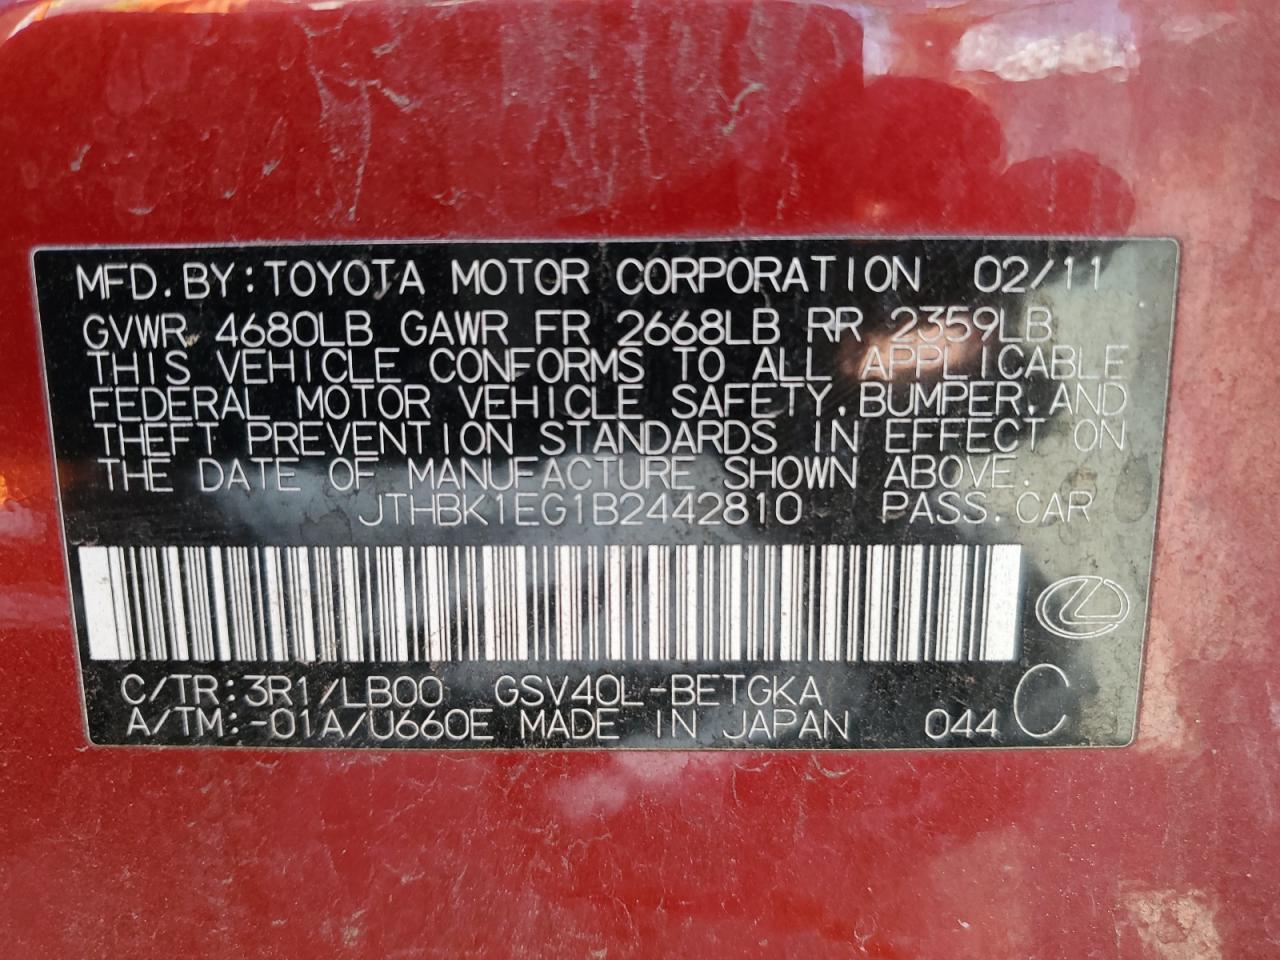 MFD.BY:TOYOTA MOTOR CORPORATION 02/11
GVWR 4680LB GAWR FR 2668LB RR 2359LB
THIS VEHICLE CONFORMS TO ALL APPLICABLE
FEDERAL MOTOR VEHICLE SAFETY,BUMPER,AND
THEFT PREVENTION STANDARDS IN EFFECT ON
THE DATE OF MANUFACTURE SHOWN ABOVE.
JTHBK1EG1B2442810 PASS.CAR
C/TR:3R1/LB00 GSV40L-BETGKA
A/TM:-01A/U660E MADE IN JAPAN 044 C